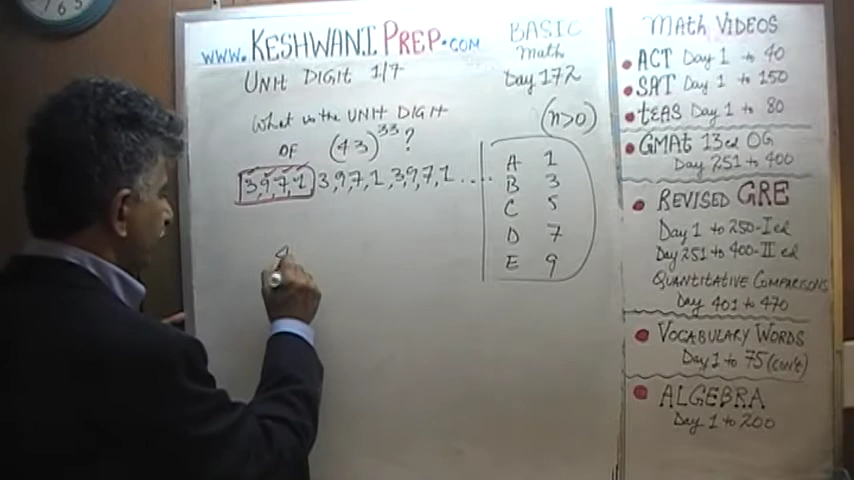 www.KESHWANI PREP.COM
UNIT DIGIT 1/7
BASIC
Math
Day 172
What is the UNIT DIGIT
OF (43)^33?
(n>0)
3,9,7,1 3,9,7,1,3,9,7,1.....
A 1
B 3
C 5
D 7
E 9
MATH VIDEOS
ACT Day 1 to 40
SAT Day 1 to 150
tEAS Day 1 to 80
GMAt 13ed OG
Day 251 to 400
REVISED GRE
Day 1 to 250-I ed
Day 251 to 400-II ed
QUANTITATIVE COMPARISONS
Day 401 to 470
VOCABULARY WORDS
Day 1 to 75 (con't)
ALGEBRA
Day 1 to 200